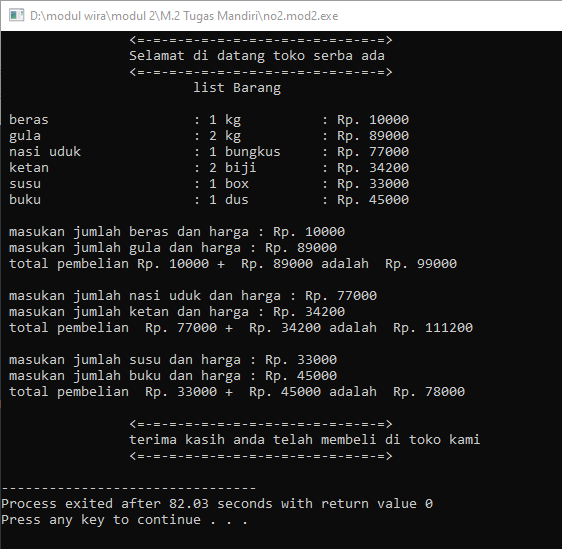 D:\modul wira\modul 2\M.2 Tugas Mandiri\no2.mod2.exe
<=-=-=-=-=-=-=-=-=-=-=-=-=-=-=->
Selamat di datang toko serba ada
<=-=-=-=-=-=-=-=-=-=-=-=-=-=-=->
list Barang
beras : 1 kg : Rp. 10000
gula : 2 kg : Rp. 89000
nasi uduk : 1 bungkus : Rp. 77000
ketan : 2 biji : Rp. 34200
susu : 1 box : Rp. 33000
buku : 1 dus : Rp. 45000
masukan jumlah beras dan harga : Rp. 10000
masukan jumlah gula dan harga : Rp. 89000
total pembelian Rp. 10000 +  Rp. 89000 adalah  Rp. 99000
masukan jumlah nasi uduk dan harga : Rp. 77000
masukan jumlah ketan dan harga : Rp. 34200
total pembelian  Rp. 77000 +  Rp. 34200 adalah  Rp. 111200
masukan jumlah susu dan harga : Rp. 33000
masukan jumlah buku dan harga : Rp. 45000
total pembelian  Rp. 33000 +  Rp. 45000 adalah  Rp. 78000
<=-=-=-=-=-=-=-=-=-=-=-=-=-=-=->
terima kasih anda telah membeli di toko kami
<=-=-=-=-=-=-=-=-=-=-=-=-=-=-=->
--------------------------------
Process exited after 82.03 seconds with return value 0
Press any key to continue . . .